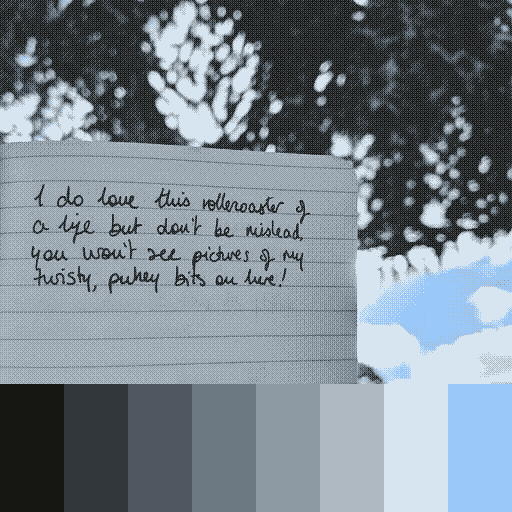 I do love this rollercoaster of
a life but don't be mislead,
you won't see pictures of my
twisty, pukey bits on here!